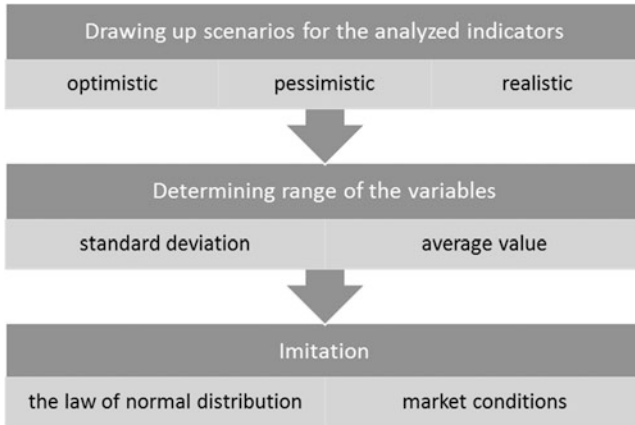 Drawing up scenarios for the analyzed indicators
optimistic pessimistic realistic
Determining range of the variables
standard deviation average value
Imitation
the law of normal distribution market conditions